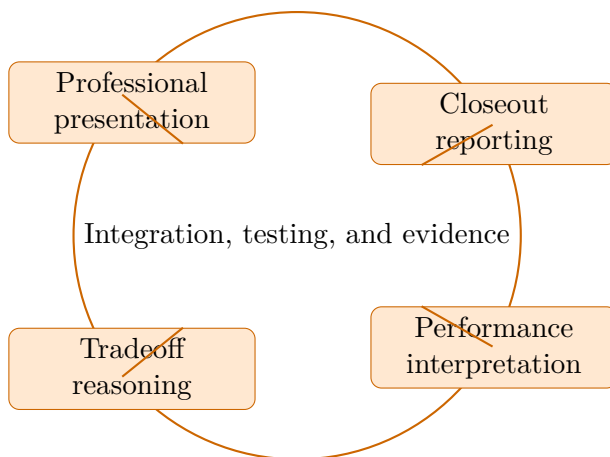 Professional
presentation
Closeout
reporting
Integration, testing, and evidence
Tradeoff
reasoning
Performance
interpretation